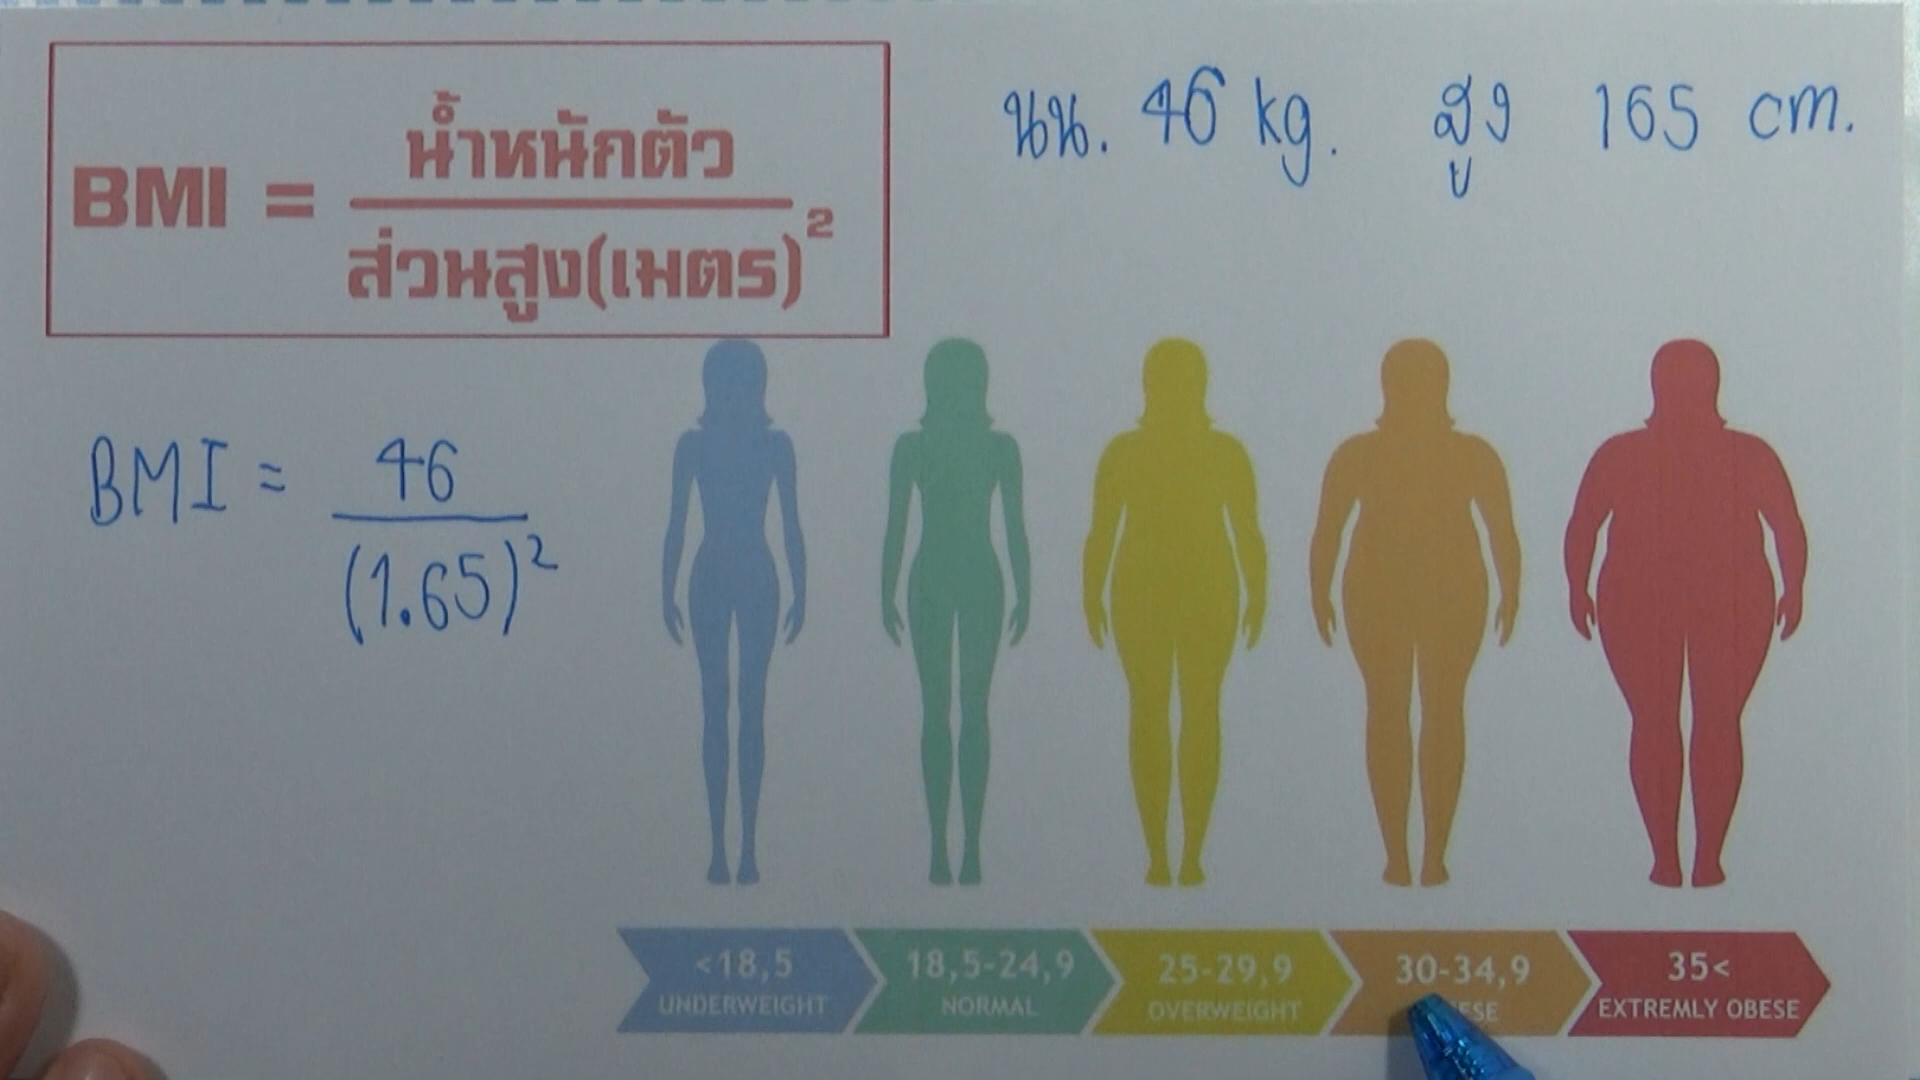 BMI = น้ำหนักตัว
ส่วนสูง(เมตร)²
นน. 46 kg. สูง 165 cm.
BMI = 46
(1.65)²
<18,5 18,5-24,9 25-29,9 30-34,9 35<
UNDERWEIGHT NORMAL OVERWEIGHT EXTREMLY OBESE